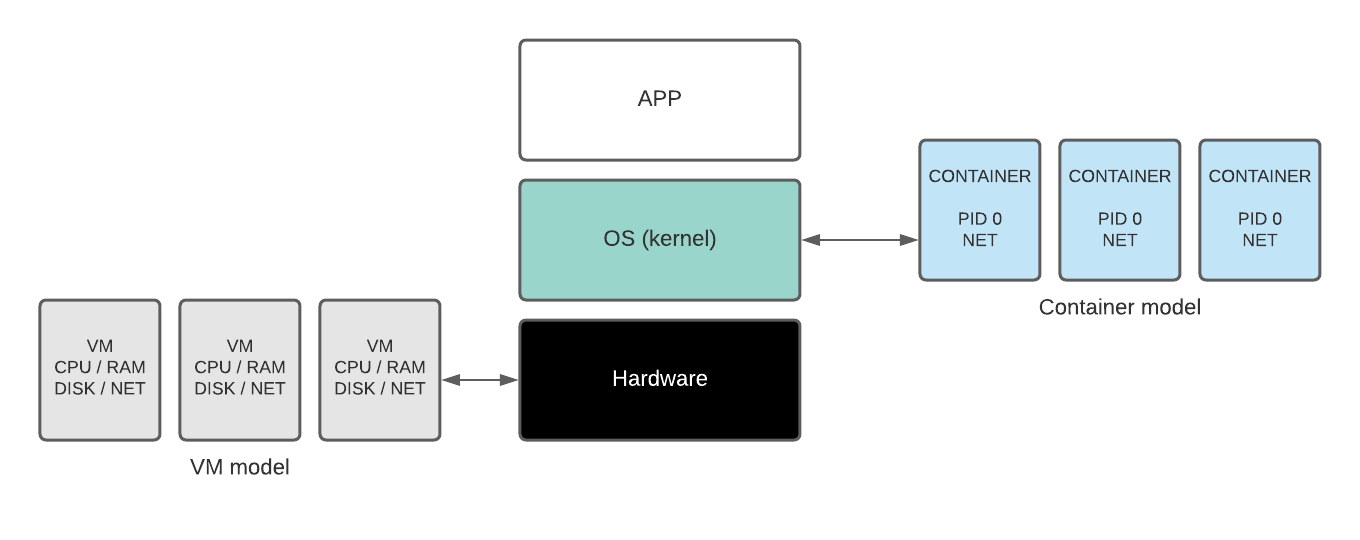 APP
OS (kernel)
Hardware
VM
CPU / RAM
DISK / NET
VM
CPU / RAM
DISK / NET
VM
CPU / RAM
DISK / NET
VM model
CONTAINER
PID 0
NET
CONTAINER
PID 0
NET
CONTAINER
PID 0
NET
Container model